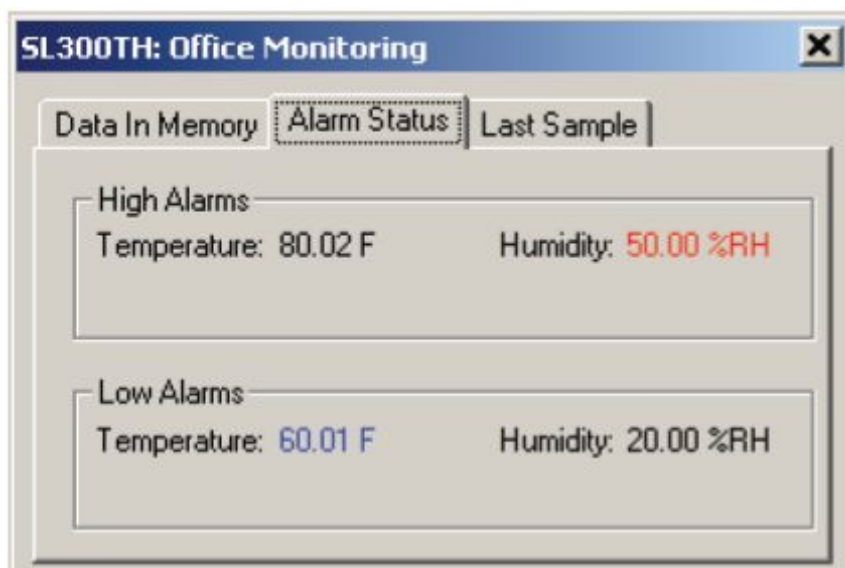 SL300TH: Office Monitoring
Data In Memory Alarm Status Last Sample
High Alarms
Temperature: 80.02 F Humidity: 50.00 %RH
Low Alarms
Temperature: 60.01 F Humidity: 20.00 %RH